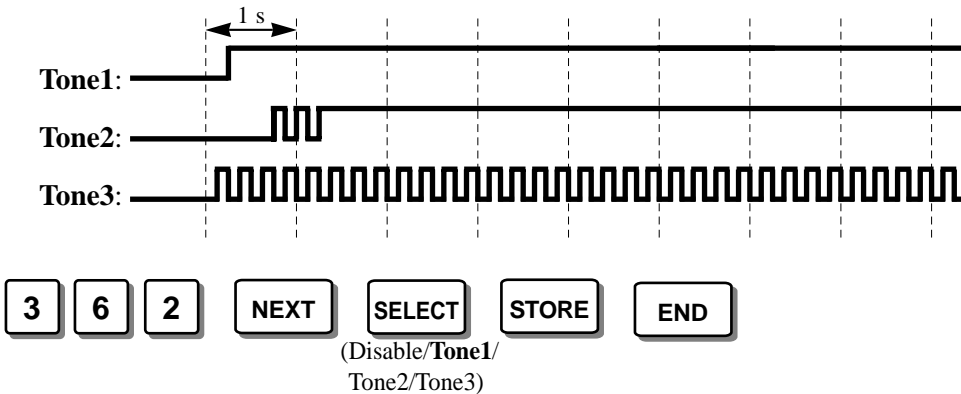 1 s
Tone1:
Tone2:
Tone3:
3 6 2 NEXT SELECT STORE END
(Disable/Tone1/
Tone2/Tone3)